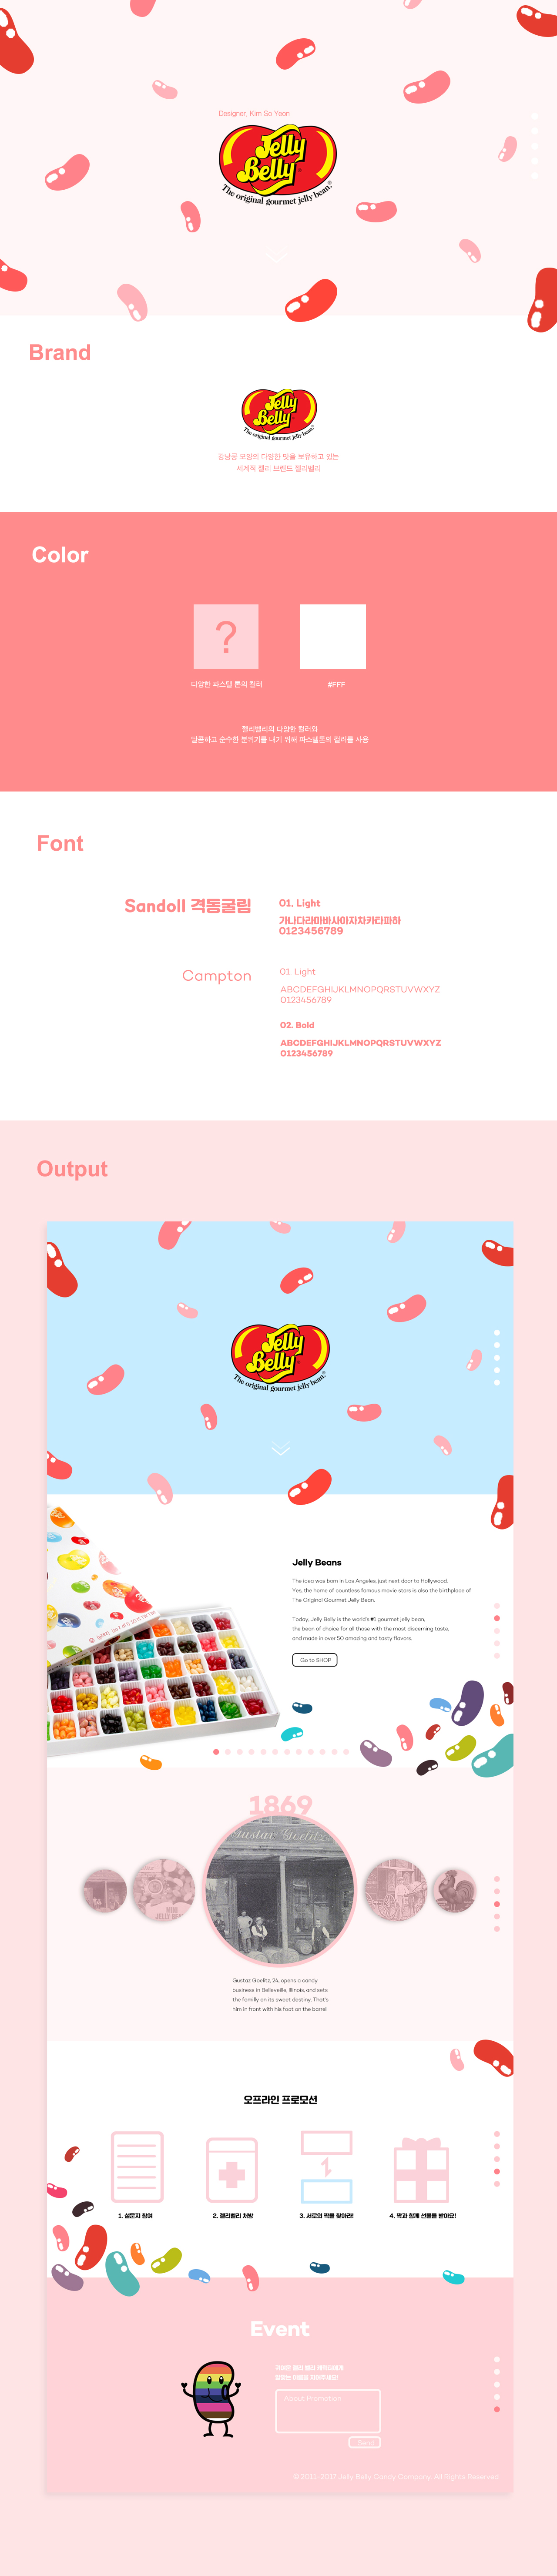 Designer, Kim So Yeon
Jelly
Belly
®
The original gourmet jelly bean.®
Brand
Jelly
Belly
The original gourmet jelly bean.®
강낭콩 모양의 다양한 맛을 보유하고 있는
세계적 젤리 브랜드 젤리벨리
Color
?
다양한 파스텔 톤의 컬러
#FFF
젤리벨리의 다양한 컬러와
달콤하고 순수한 분위기를 내기 위해 파스텔톤의 컬러를 사용
Font
Sandoll 격동굴림
01. Light
가나다라마바사아자차카타파하
0123456789
Campton
01. Light
ABCDEFGHIJKLMNOPQRSTUVWXYZ
0123456789
02. Bold
ABCDEFGHIJKLMNOPQRSTUVWXYZ
0123456789
Output
Jelly
Belly
The original gourmet jelly bean.®
Jelly Beans
The idea was born in Los Angeles, just next door to Hollywood.
Yes, the home of countless famous movie stars is also the birthplace of
The Original Gourmet Jelly Bean.
Today, Jelly Belly is the world's #1 gourmet jelly bean,
the bean of choice for all those with the most discerning taste,
and made in over 50 amazing and tasty flavors.
Go to SHOP
1869
Gustav Goelitz
JELLY BE
Gustaz Goelitz, 24, opens a candy
business in Belleville, Illinois, and sets
the familly on its sweet destiny. That's
him in front with his foot on the barrel
오프라인 프로모션
1. 설문지 참여
2. 젤리벨리 처방
3. 서로의 짝을 찾아라!
4. 짝과 함께 선물을 받아요!
Event
About Promotion
Send
© 2011-2017 Jelly Belly Candy Company. All Rights Reserved